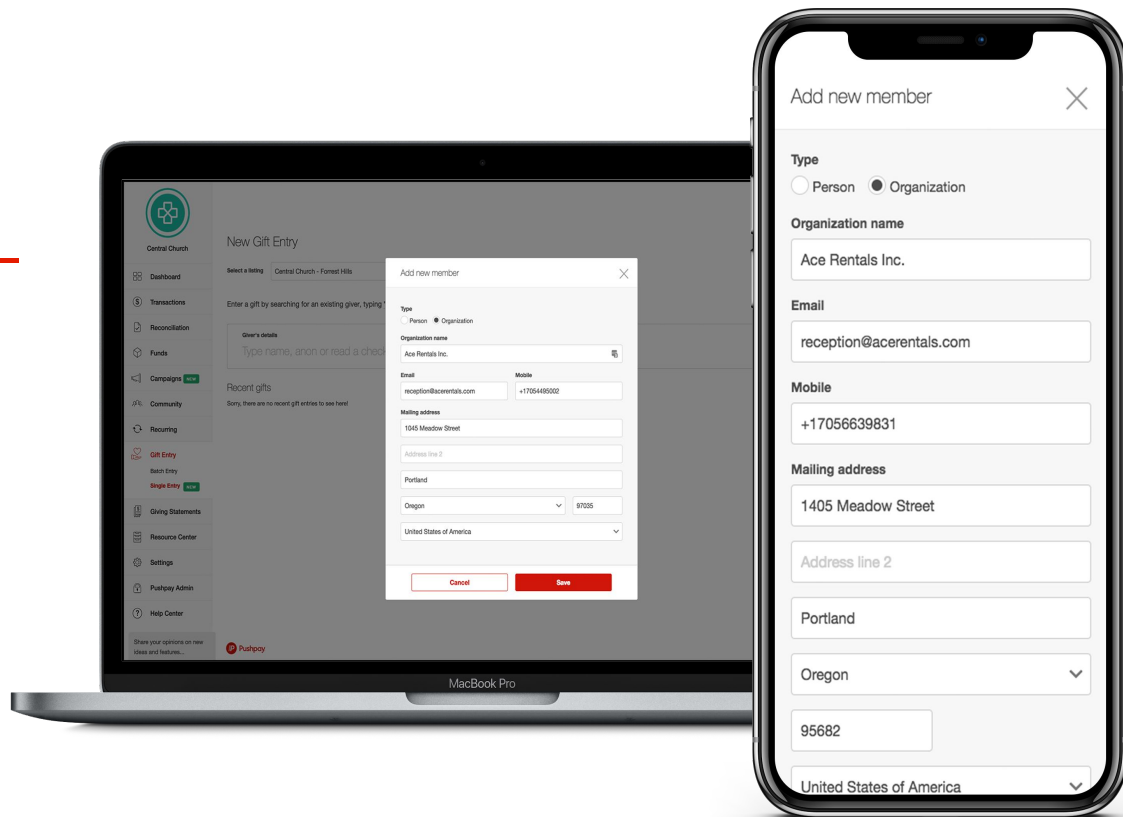 Central Church
Dashboard
Transactions
Reconciliation
Funds
Campaigns NEW
Community
Recurring
Gift Entry
Batch Entry
Single Entry NEW
Giving Statements
Resource Center
Settings
Pushpay Admin
Help Center
Share your opinions on new
ideas and features...
New Gift Entry
Select a listing Central Church - Forrest Hills
Enter a gift by searching for an existing giver, typing
Giver's details
Type name, anon or read a check
Recent gifts
Sorry, there are no recent gift entries to see here!
Pushpay
Add new member
Type
Person Organization
Organization name
Ace Rentals Inc.
Email Mobile
reception@acerentals.com +17054495002
Mailing address
1045 Meadow Street
Address line 2
Portland
Oregon 97035
United States of America
Cancel Save
MacBook Pro
Add new member
Type
Person Organization
Organization name
Ace Rentals Inc.
Email
reception@acerentals.com
Mobile
+17056639831
Mailing address
1405 Meadow Street
Address line 2
Portland
Oregon
95682
United States of America